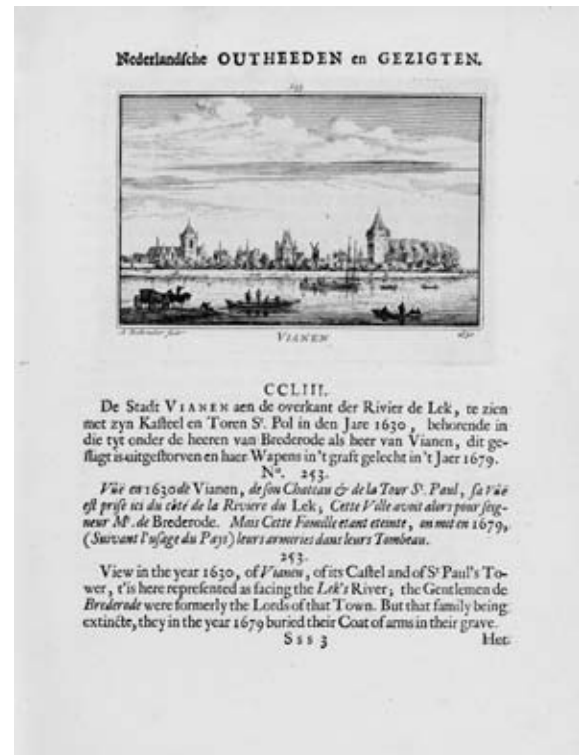 Nederlandſche OUTHEEDEN en GEZIGTEN.
VIANEN
1630
CCLIII.
De Stadt VIANEN aen de overkant der Rivier de Lek, te zien
met zyn Kaſteel en Toren St. Pol in den Jare 1630, behorende in
die tyt onder de heeren van Brederode als heer van Vianen, dit ge-
ſlagt is uitgeſtorven en haer Wapens in 't graft gelecht in 't Jaer 1679.
No. 253.
Vüe en 1630 de Vianen, de ſon Chateau & de la Tour St. Paul, ſa Vüe
eſt priſe ici du côté de la Reviere du Lek; Cette Ville avoit alors pour ſeig-
neur Mr. de Brederode. Mais Cette Famille etant eteinte, on mit en 1679,
(Suivant l'uſage du Pays) leurs armeries dans leurs Tombeau.
253.
View in the year 1630, of Vianen, of its Caſtel and of St Paul's To-
wer, t'is here repreſented as facing the Lek's River; the Gentlemen de
Brederode were formerly the Lords of that Town. But that family being
extincte, they in the year 1679 buried their Coat of arms in their grave.
Sss 3 Het